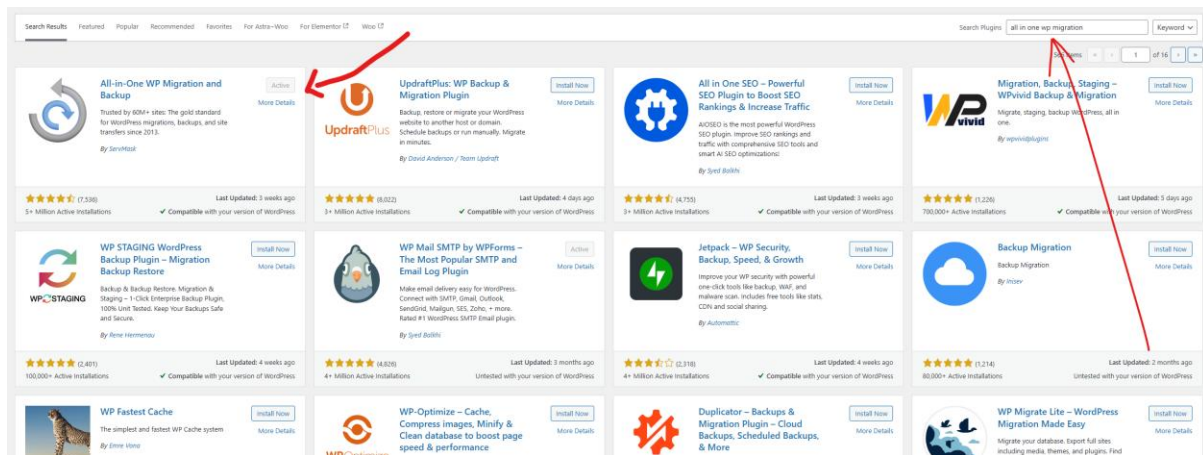 Search Results Featured Popular Recommended Favorites For Astra-Woo For Elementor Woo
Search Plugins all in one wp migration Keyword
items « ‹ 1 of 16 › »
All-in-One WP Migration and
Backup
Active
More Details
Trusted by 60M+ sites: The gold standard
for WordPress migrations, backups, and site
transfers since 2013.
By ServMask
(7,536)
5+ Million Active Installations
Last Updated: 3 weeks ago
Compatible with your version of WordPress
UpdraftPlus
UpdraftPlus: WP Backup &
Migration Plugin
Install Now
More Details
Backup, restore or migrate your WordPress
website to another host or domain.
Schedule backups or run manually. Migrate
in minutes.
By David Anderson / Team Updraft
(8,022)
3+ Million Active Installations
Last Updated: 4 days ago
Compatible with your version of WordPress
All in One SEO – Powerful
SEO Plugin to Boost SEO
Rankings & Increase Traffic
Install Now
More Details
AIOSEO is the most powerful WordPress
SEO plugin. Improve SEO rankings and
traffic with comprehensive SEO tools and
smart AI SEO optimizations!
By Syed Balkhi
(4,755)
3+ Million Active Installations
Last Updated: 3 weeks ago
Compatible with your version of WordPress
WPvivid
Migration, Backup, Staging –
WPvivid Backup & Migration
Install Now
More Details
Migrate, staging, backup WordPress, all in
one.
By wpvividplugins
(1,226)
700,000+ Active Installations
Last Updated: 5 days ago
Compatible with your version of WordPress
WP STAGING
WP STAGING WordPress
Backup Plugin – Migration
Backup Restore
Install Now
More Details
Backup & Backup Restore. Migration &
Staging – 1-Click Enterprise Backup Plugin,
100% Unit Tested. Keep Your Backups Safe
and Secure.
By Rene Hermenau
(2,401)
100,000+ Active Installations
Last Updated: 4 weeks ago
Compatible with your version of WordPress
WP Mail SMTP by WPForms –
The Most Popular SMTP and
Email Log Plugin
Active
More Details
Make email delivery easy for WordPress.
Connect with SMTP, Gmail, Outlook,
SendGrid, Mailgun, SES, Zoho, + more.
Rated #1 WordPress SMTP Email plugin.
By Syed Balkhi
(4,826)
4+ Million Active Installations
Last Updated: 3 months ago
Untested with your version of WordPress
Jetpack – WP Security,
Backup, Speed, & Growth
Install Now
More Details
Improve your WP security with powerful
one-click tools like backup, WAF, and
malware scan. Includes free tools like stats,
CDN and social sharing.
By Automattic
(2,318)
4+ Million Active Installations
Last Updated: 4 weeks ago
Compatible with your version of WordPress
Backup Migration
Install Now
More Details
Backup Migration
By Inisev
(1,214)
80,000+ Active Installations
Last Updated: 2 months ago
Untested with your version of WordPress
WP Fastest Cache
Install Now
More Details
The simplest and fastest WP Cache system
By Emre Vona
WP-Optimize – Cache,
Compress images, Minify &
Clean database to boost page
speed & performance
Install Now
More Details
Duplicator – Backups &
Migration Plugin – Cloud
Backups, Scheduled Backups,
& More
Install Now
More Details
WP Migrate Lite – WordPress
Migration Made Easy
Install Now
More Details
Migrate your database. Export full sites
including media, themes, and plugins. Find